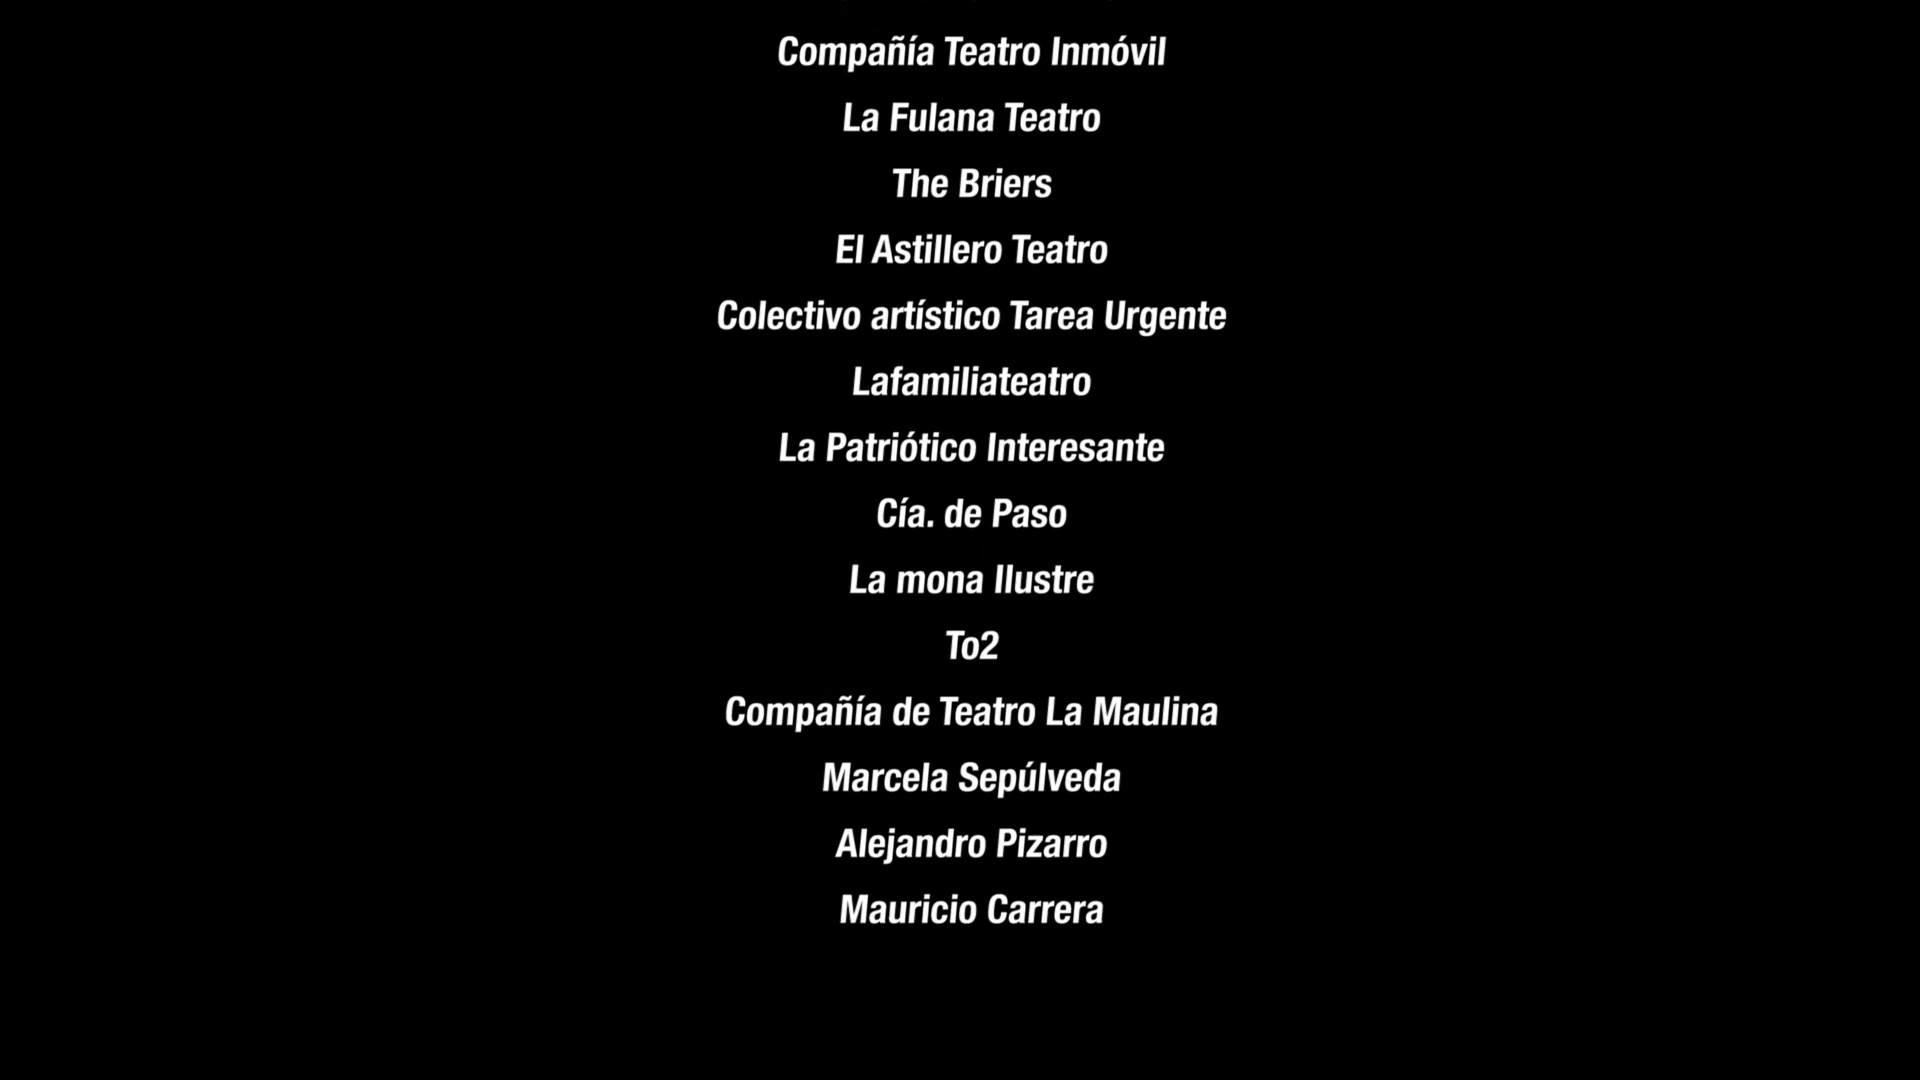 Compañía Teatro Inmóvil
La Fulana Teatro
The Briers
El Astillero Teatro
Colectivo artístico Tarea Urgente
Lafamiliateatro
La Patriótico Interesante
Cía. de Paso
La mona Ilustre
To2
Compañía de Teatro La Maulina
Marcela Sepúlveda
Alejandro Pizarro
Mauricio Carrera